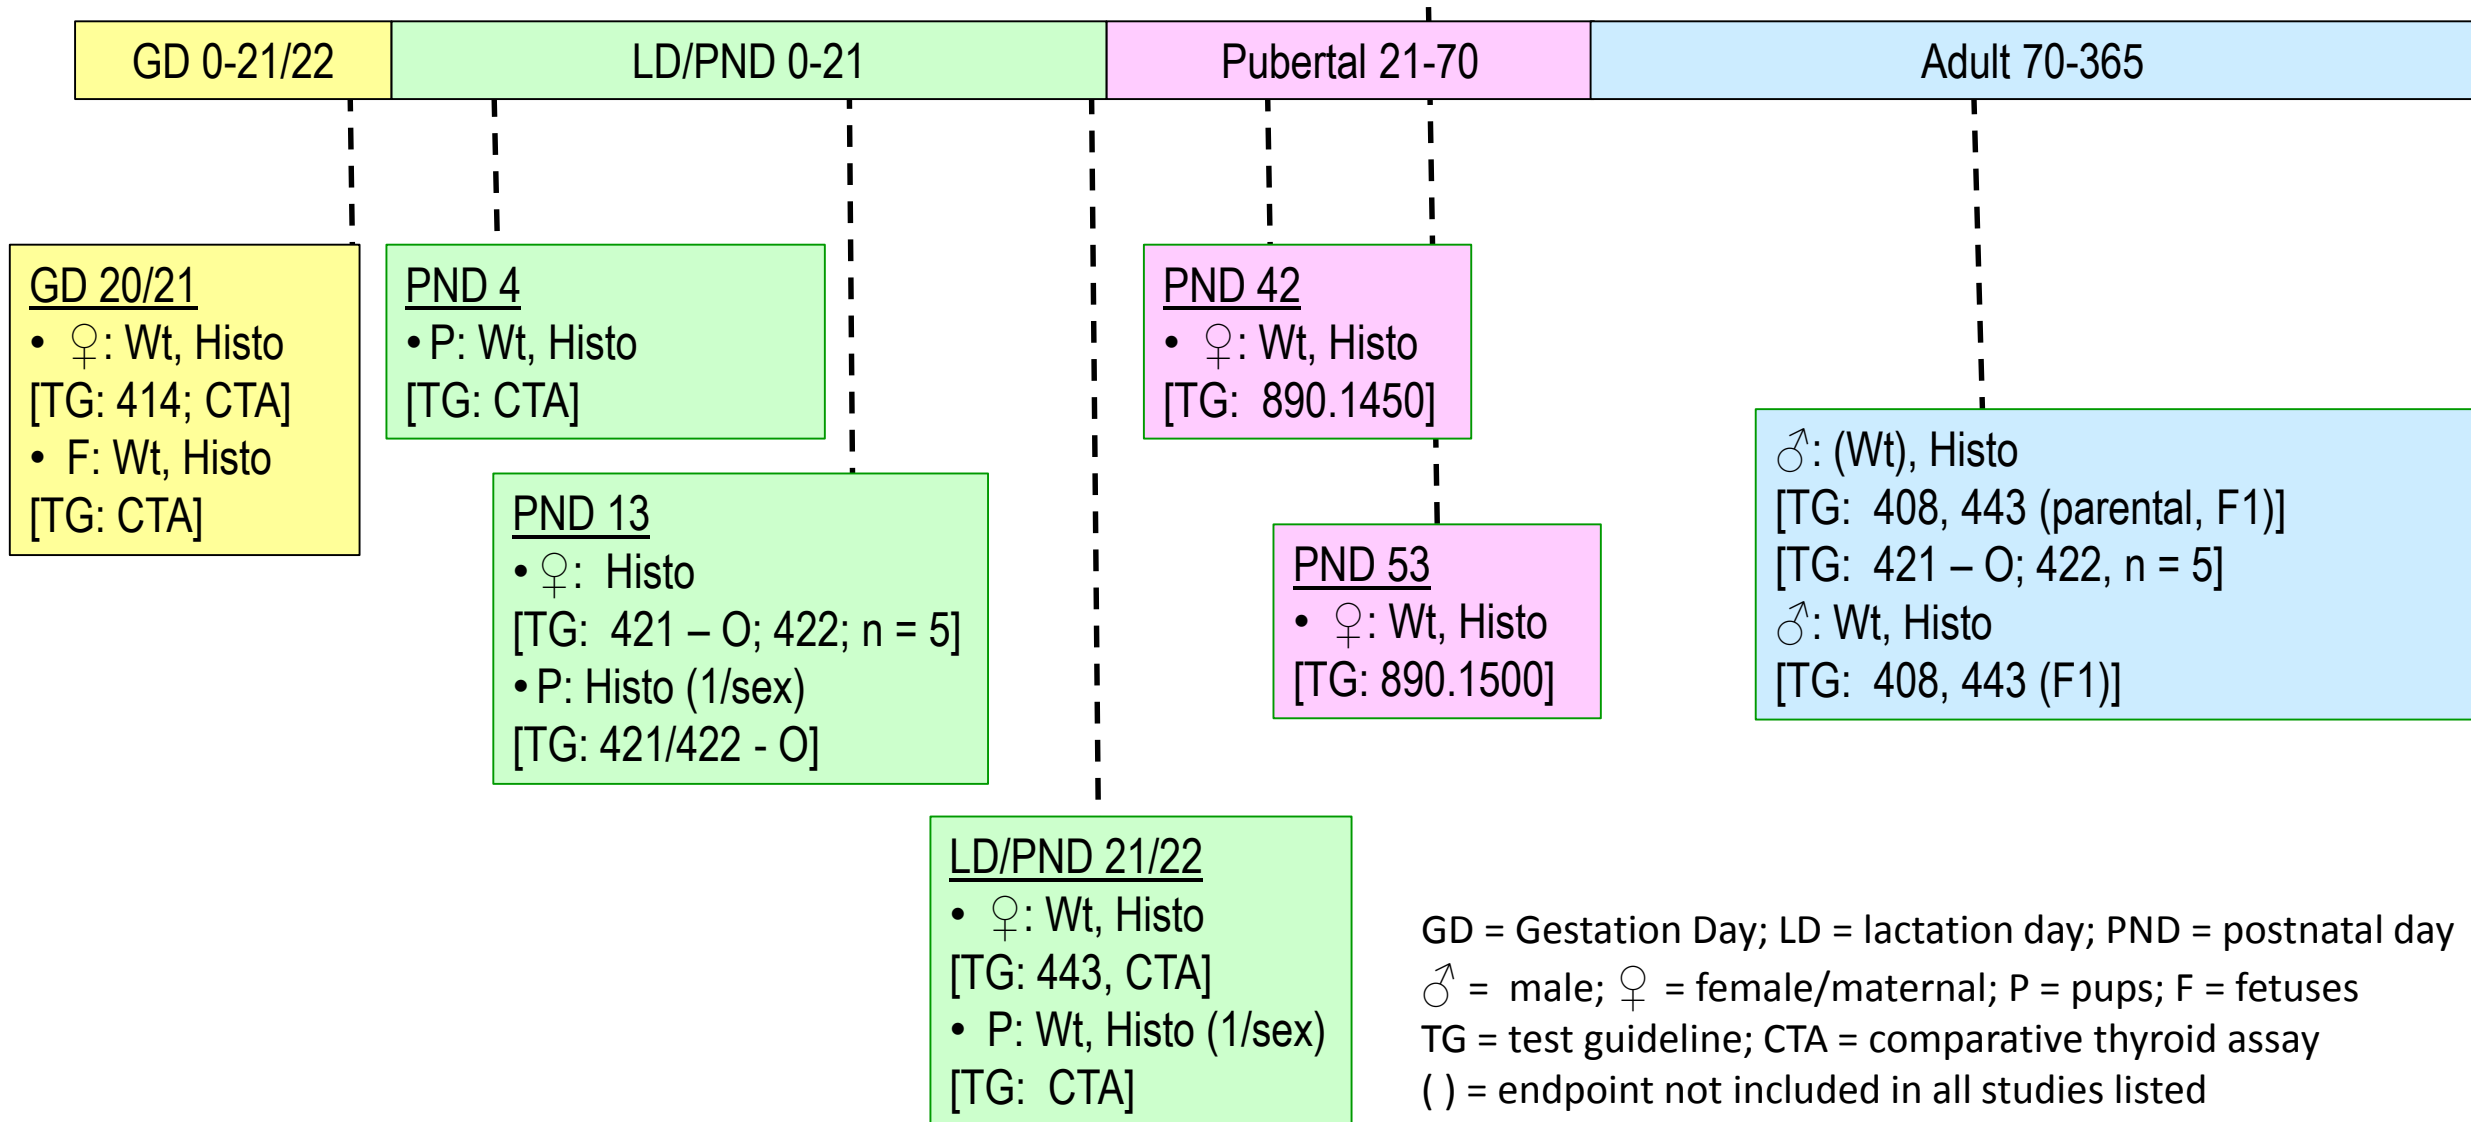 GD 0-21/22
LD/PND 0-21
Pubertal 21-70
Adult 70-365
GD 20/21
• ♀: Wt, Histo
[TG: 414; CTA]
• F: Wt, Histo
[TG: CTA]
PND 4
• P: Wt, Histo
[TG: CTA]
PND 13
• ♀: Histo
[TG: 421 – O; 422; n = 5]
• P: Histo (1/sex)
[TG: 421/422 - O]
LD/PND 21/22
• ♀: Wt, Histo
[TG: 443, CTA]
• P: Wt, Histo (1/sex)
[TG: CTA]
PND 42
• ♀: Wt, Histo
[TG: 890.1450]
PND 53
• ♀: Wt, Histo
[TG: 890.1500]
♂: (Wt), Histo
[TG: 408, 443 (parental, F1)]
[TG: 421 – O; 422, n = 5]
♂: Wt, Histo
[TG: 408, 443 (F1)]
GD = Gestation Day; LD = lactation day; PND = postnatal day
♂ = male; ♀ = female/maternal; P = pups; F = fetuses
TG = test guideline; CTA = comparative thyroid assay
( ) = endpoint not included in all studies listed